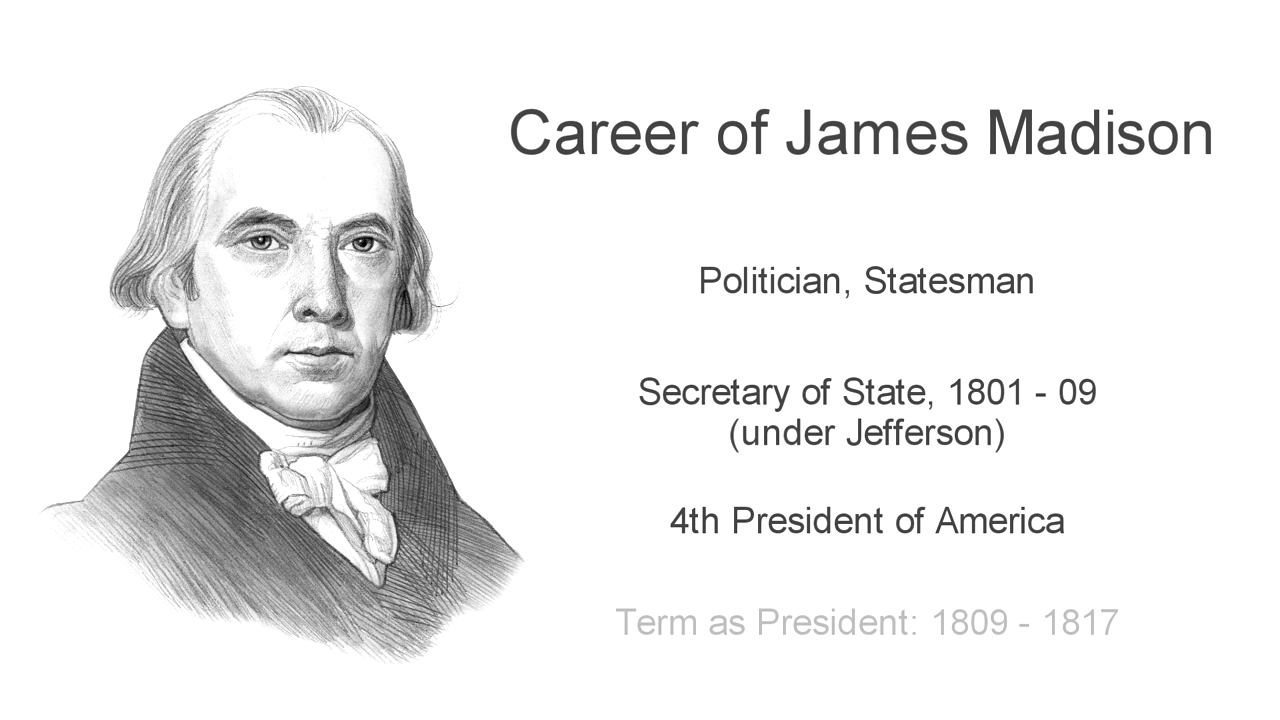 Career of James Madison
Politician, Statesman
Secretary of State, 1801 - 09
(under Jefferson)
4th President of America
Term as President: 1809 - 1817